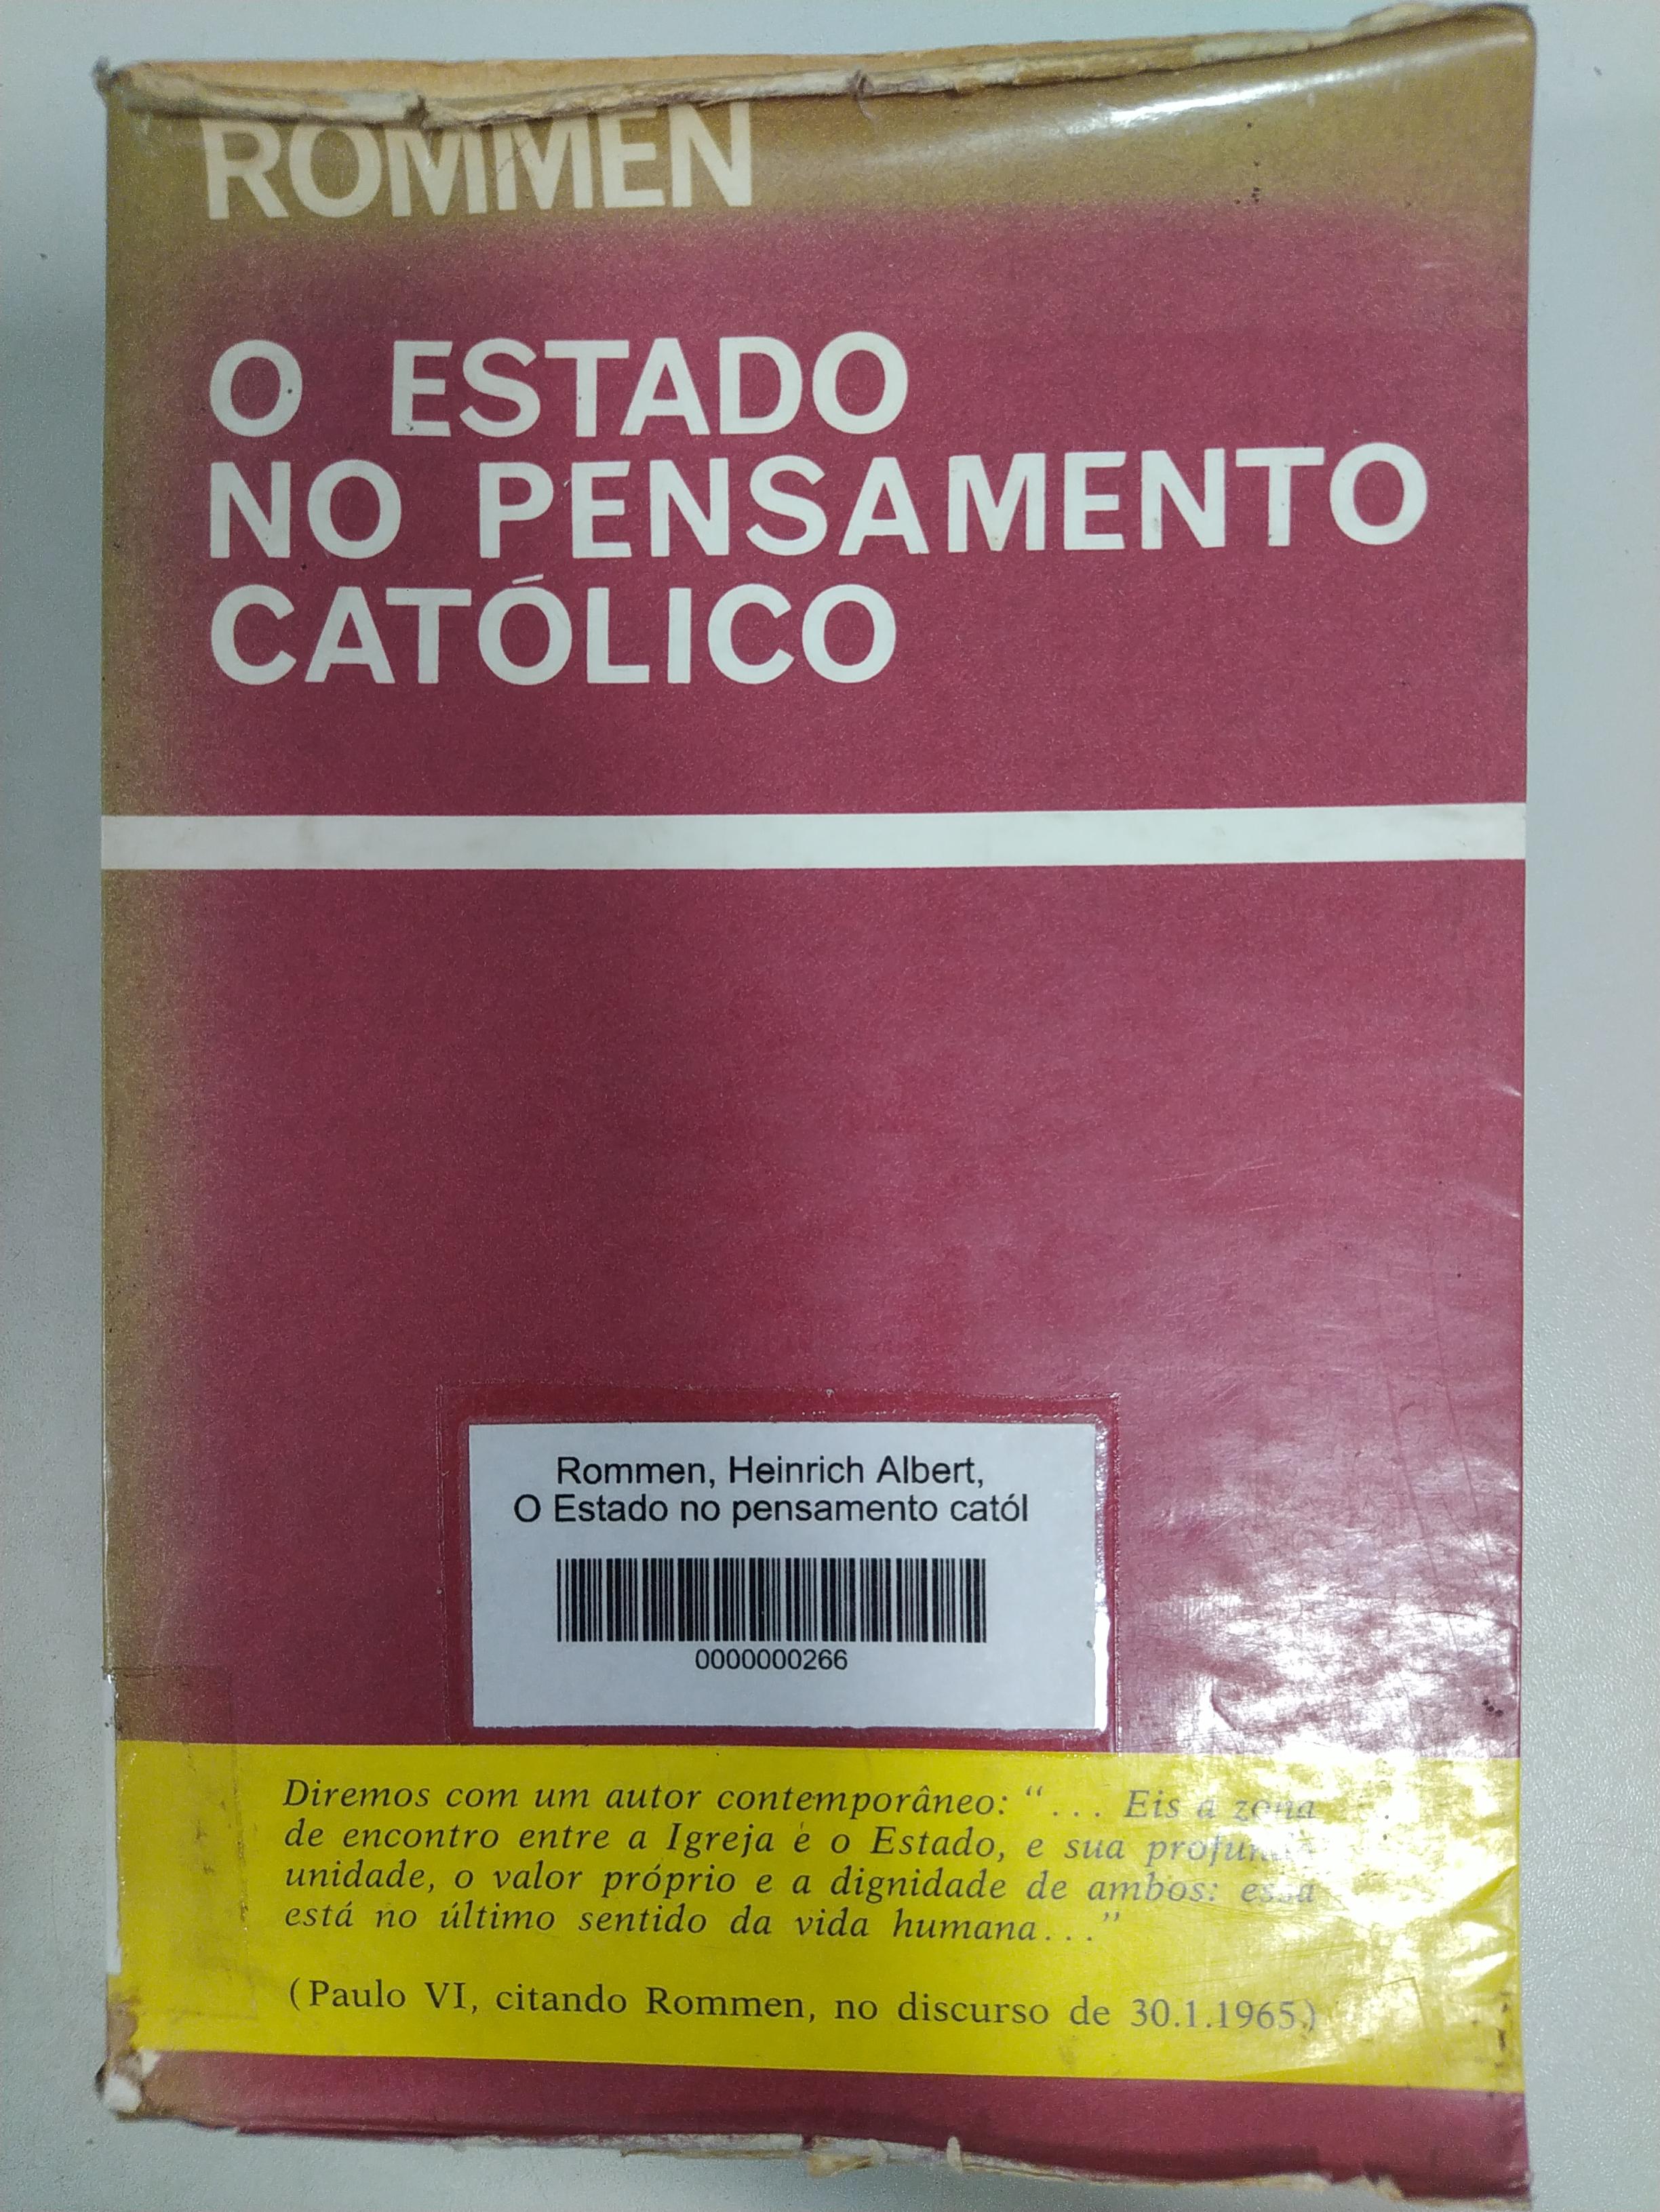 ROMMEN
O ESTADO
NO PENSAMENTO
CATÓLICO
Rommen, Heinrich Albert,
O Estado no pensamento catól
0000000266
Diremos com um autor contemporâneo: “... Eis a zona
de encontro entre a Igreja e o Estado, e sua
unidade, o valor próprio e a dignidade de ambos: essa
está no último sentido da vida humana...”
(Paulo VI, citando Rommen, no discurso de 30.1.1965.)